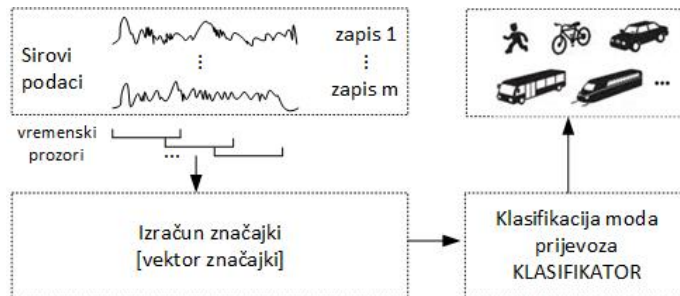 Sirovi
podaci
zapis 1
⋮
⋮
zapis m
vremenski
prozori
...
...
Izračun značajki
[vektor značajki]
Klasifikacija moda
prijevoza
KLASIFIKATOR